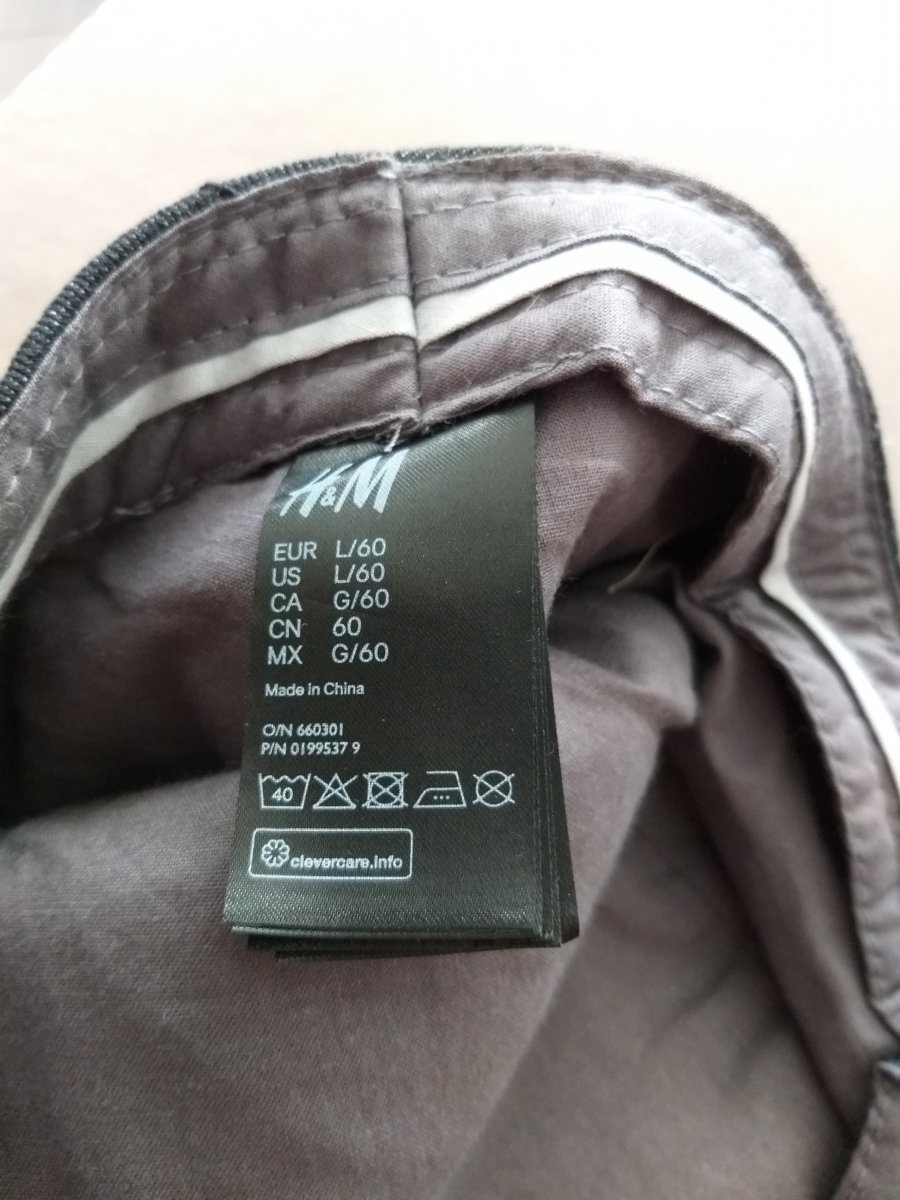 H&M
EUR L/60
US L/60
CA G/60
CN 60
MX G/60
Made in China
O/N 660301
P/N 0199537 9
40
clevercare.info